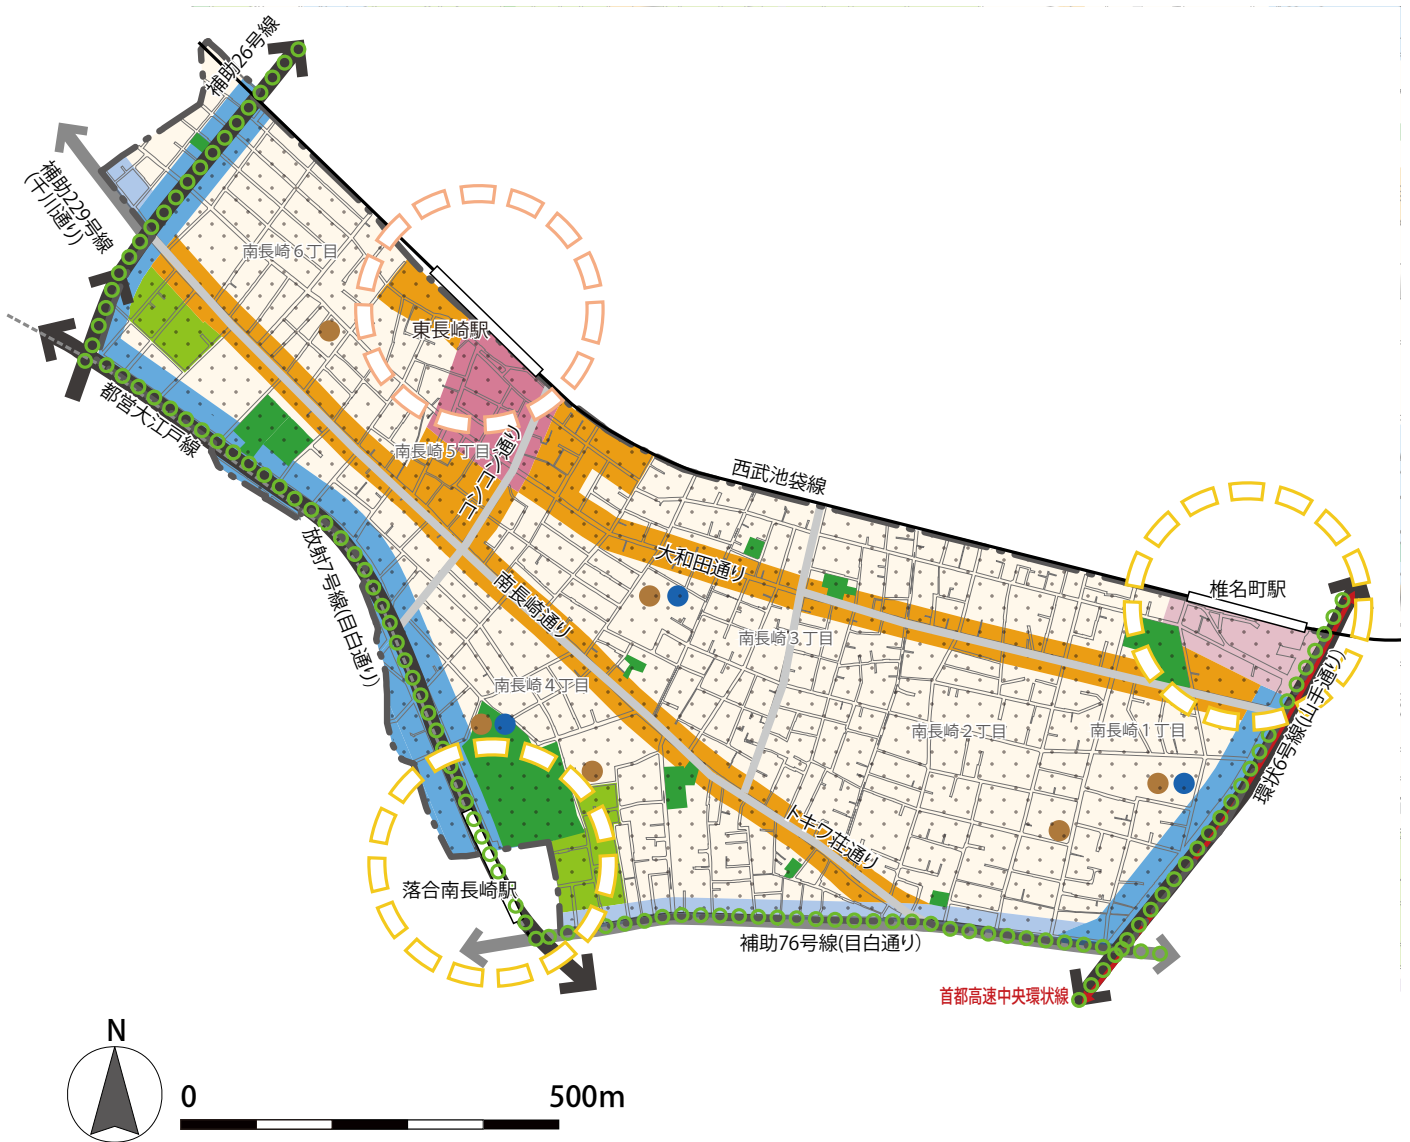 補助26号線
補助229号線
(千川通り)
南長崎6丁目
東長崎駅
都営大江戸線
南長崎5丁目
コンコン通り
西武池袋線
放射7号線(目白通り)
大和田通り
南長崎通り
椎名町駅
南長崎3丁目
南長崎4丁目
南長崎2丁目
南長崎1丁目
環状6号線(山手通り)
トキワ荘通り
落合南長崎駅
補助76号線(目白通り)
首都高速中央環状線
N
0 500m